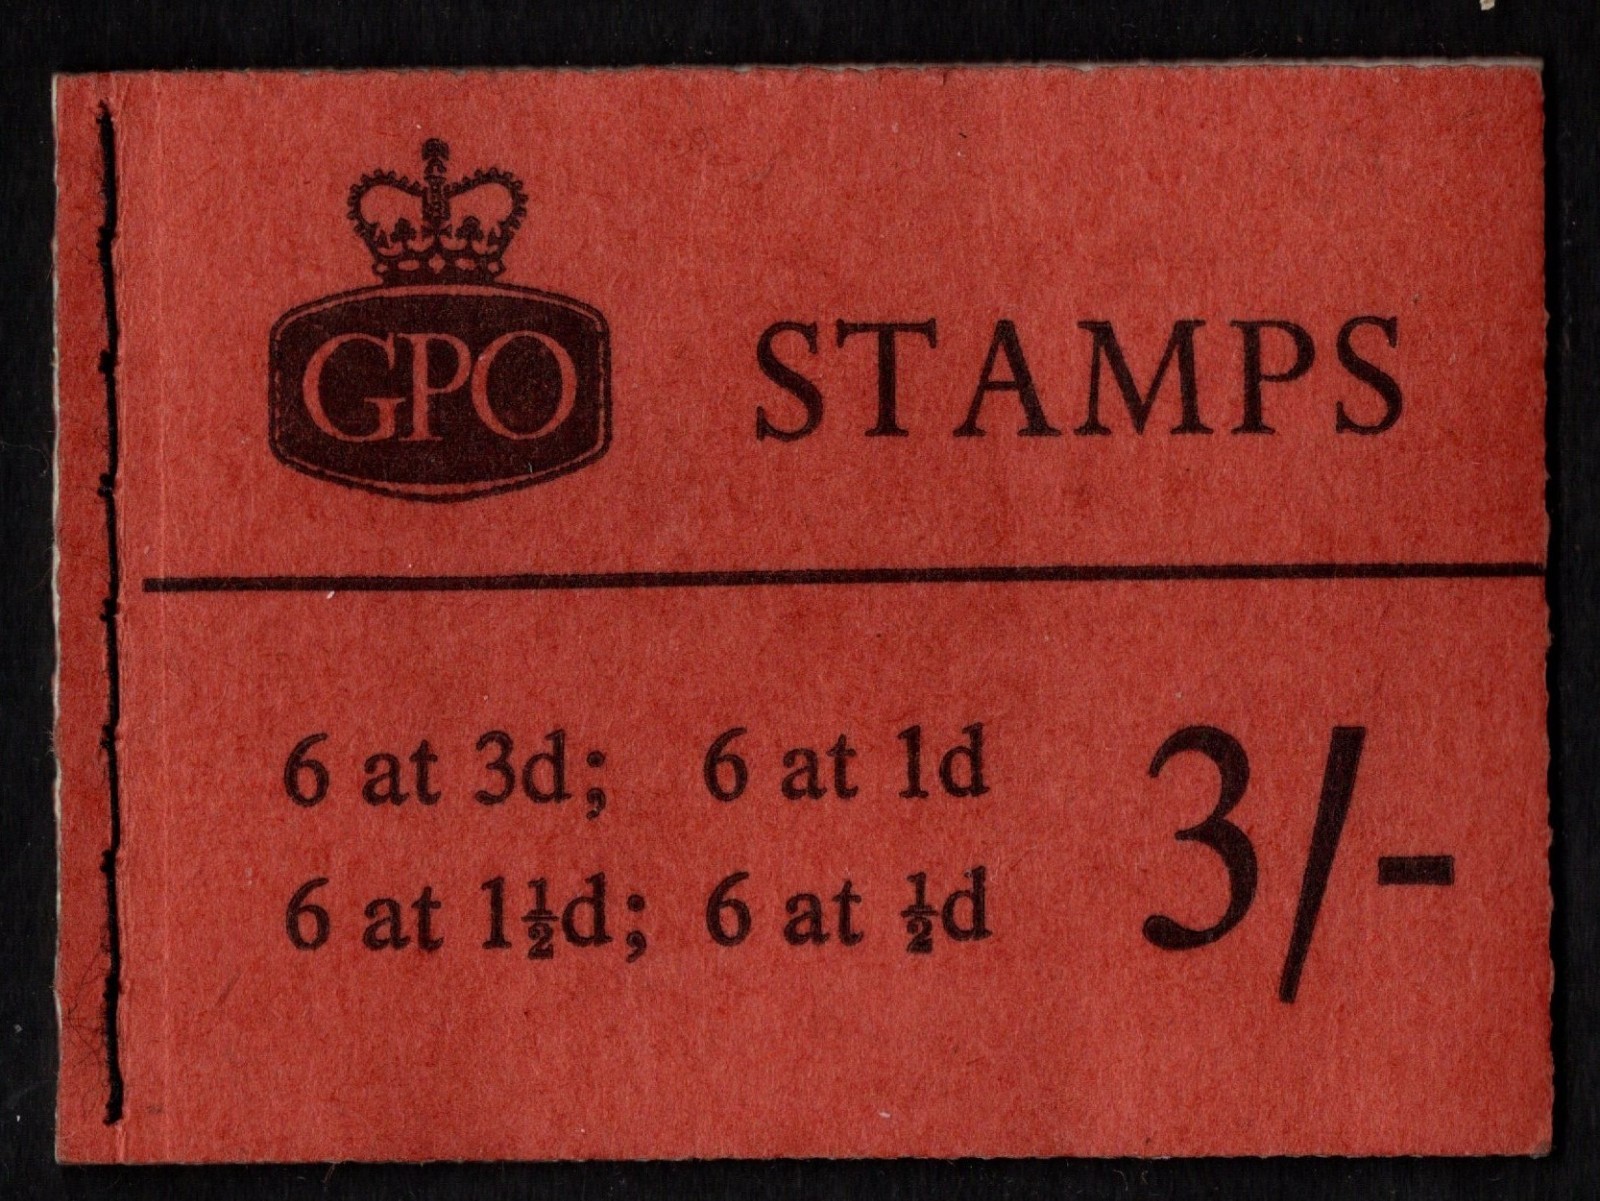 GPO STAMPS
6 at 3d; 6 at 1d
6 at 1½d; 6 at ½d
3/-